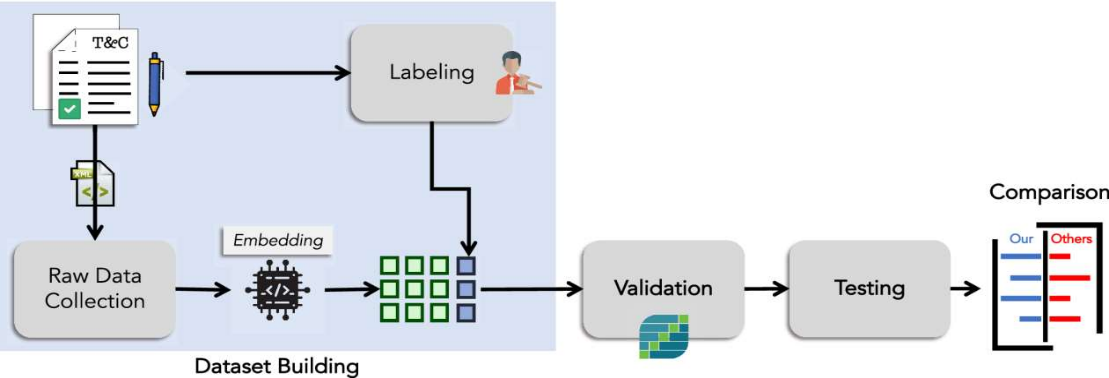 T&C
Labeling
XML
</>
Raw Data
Collection
Embedding
</>
Validation
Testing
Comparison
Our
Others
Dataset Building